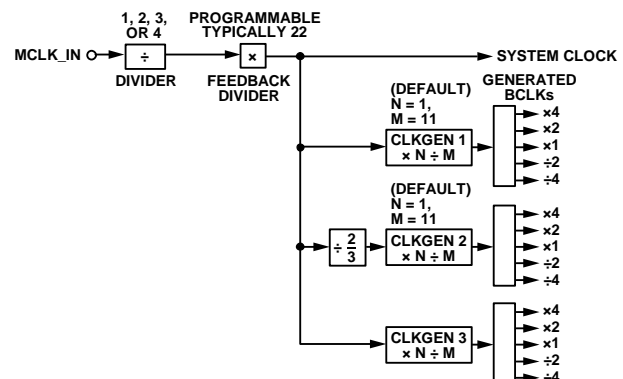 1, 2, 3,
OR 4
PROGRAMMABLE
TYPICALLY 22
MCLK_IN
÷
×
SYSTEM CLOCK
DIVIDER
FEEDBACK
DIVIDER
GENERATED
BCLKs
(DEFAULT)
N = 1,
M = 11
CLKGEN 1
× N ÷ M
×4
×2
×1
÷2
÷4
(DEFAULT)
N = 1,
M = 11
÷ 2
3
CLKGEN 2
× N ÷ M
×4
×2
×1
÷2
÷4
CLKGEN 3
× N ÷ M
×4
×2
×1
÷2
÷4